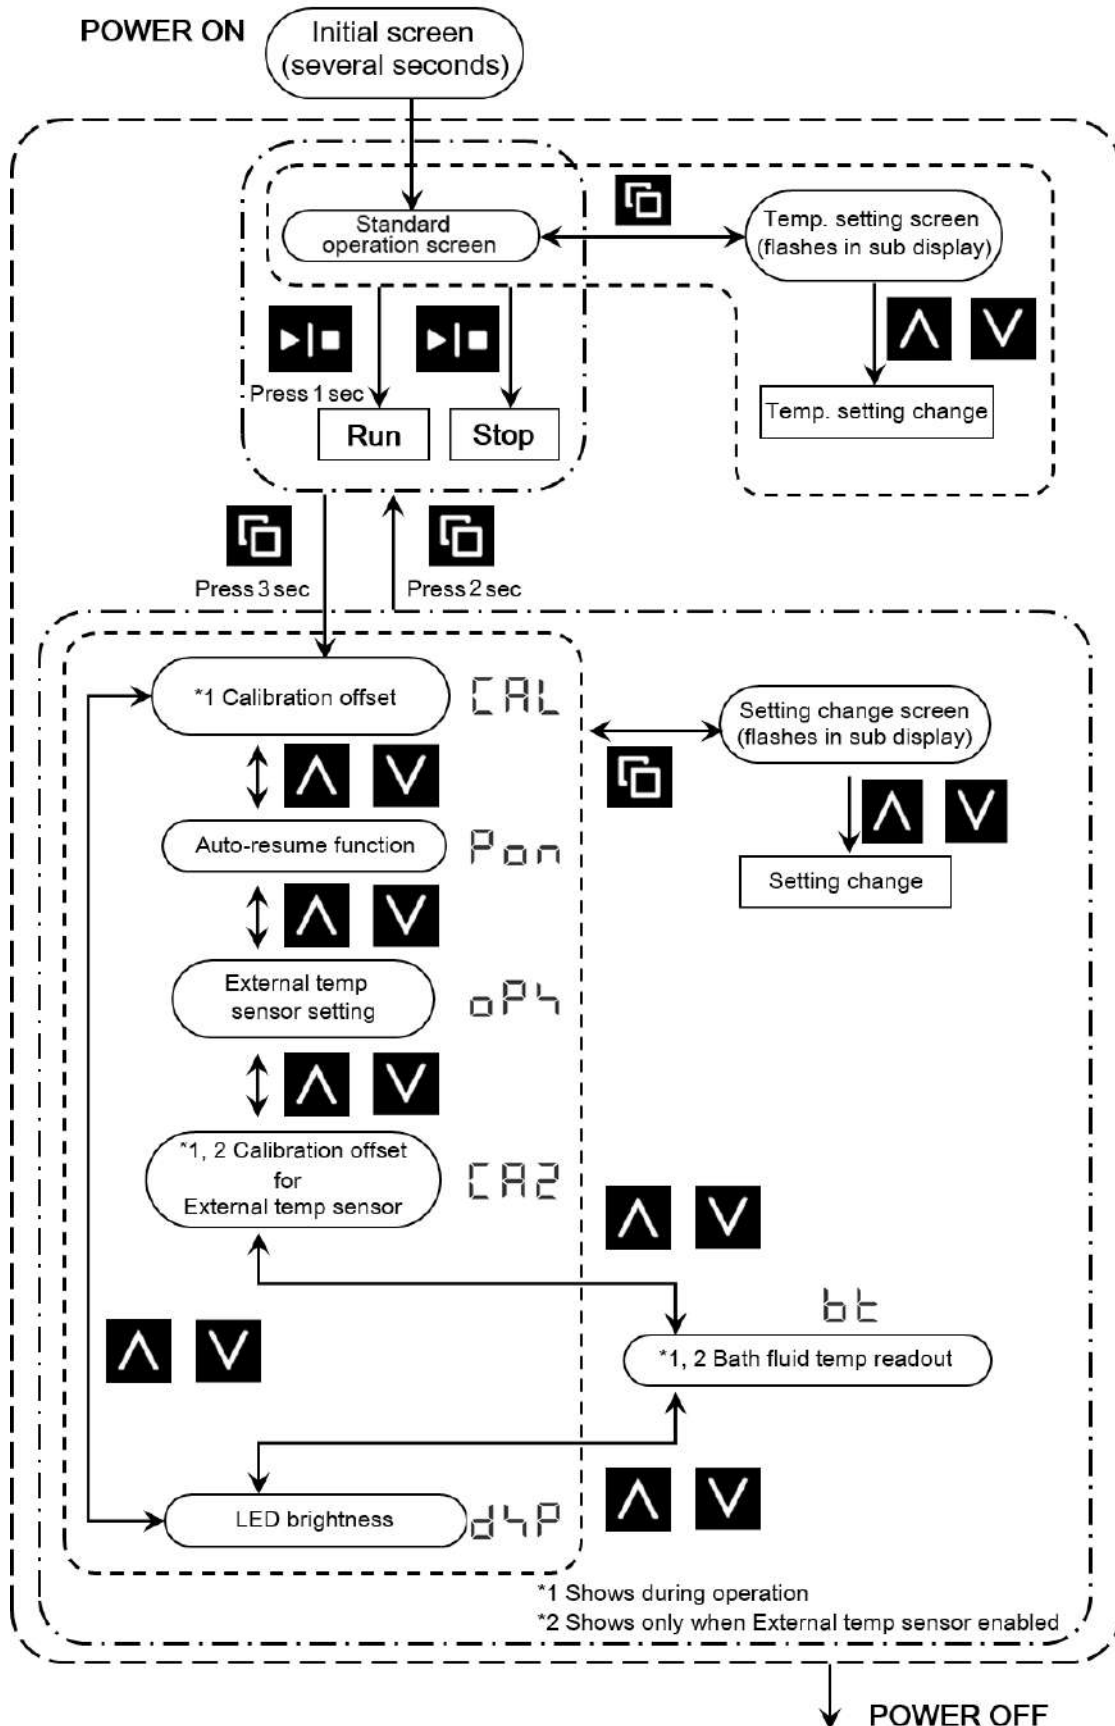 POWER ON
Initial screen
(several seconds)
Standard
operation screen
Temp. setting screen
(flashes in sub display)
Press 1 sec
Run
Stop
Temp. setting change
Press 3 sec
Press 2 sec
*1 Calibration offset
CAL
Setting change screen
(flashes in sub display)
Auto-resume function
Pon
Setting change
External temp
sensor setting
oPh
*1, 2 Calibration offset
for
External temp sensor
CA2
bt
*1, 2 Bath fluid temp readout
LED brightness
*1 Shows during operation
*2 Shows only when External temp sensor enabled
POWER OFF